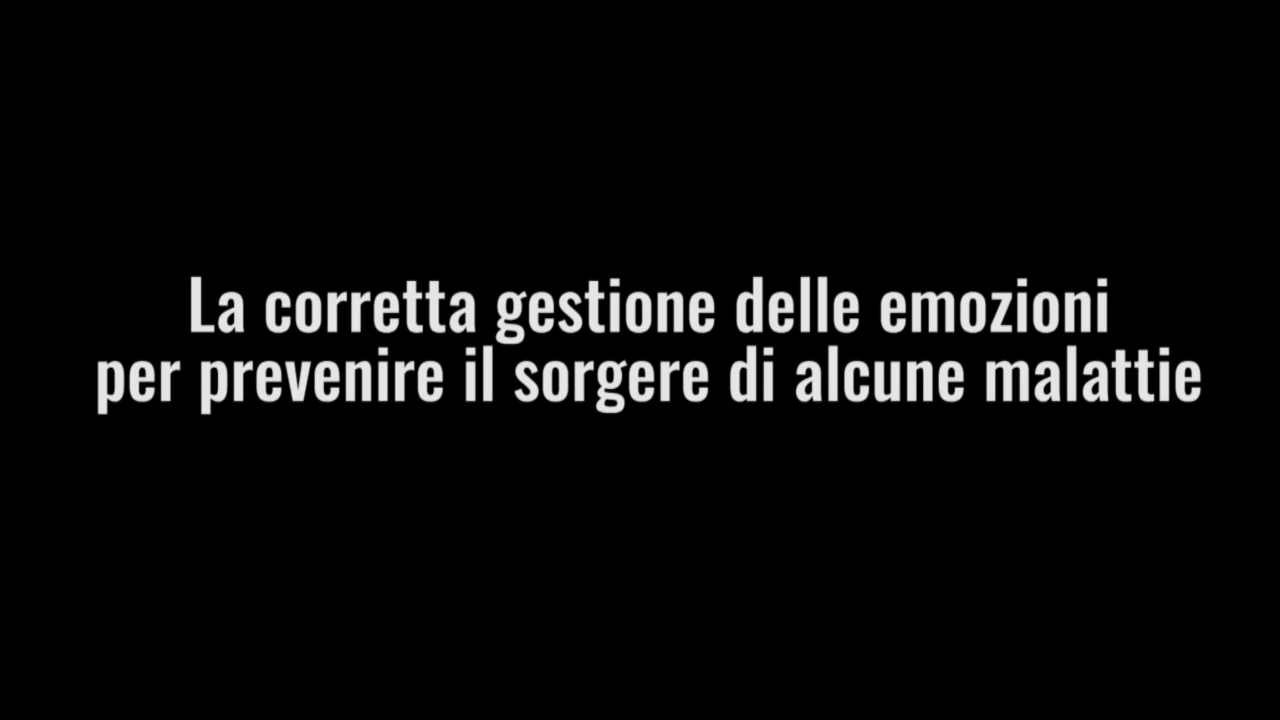 La corretta gestione delle emozioni
per prevenire il sorgere di alcune malattie